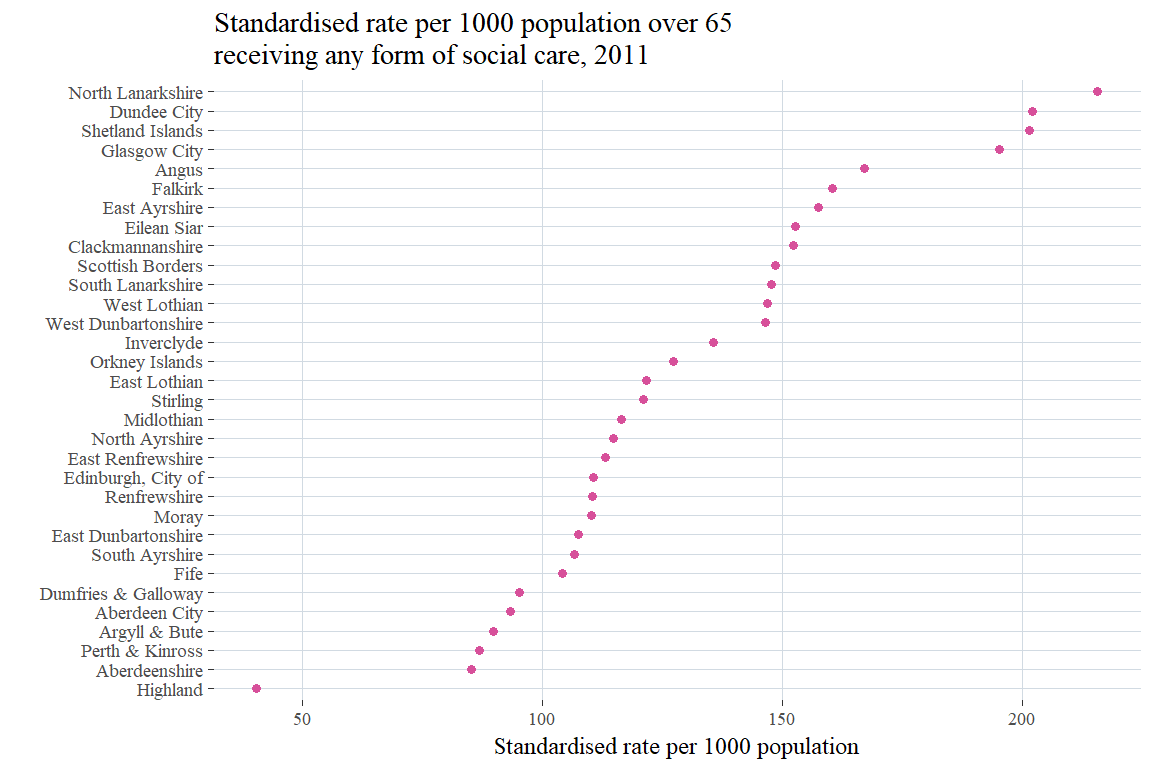 Standardised rate per 1000 population over 65
receiving any form of social care, 2011
North Lanarkshire
Dundee City
Shetland Islands
Glasgow City
Angus
Falkirk
East Ayrshire
Eilean Siar
Clackmannanshire
Scottish Borders
South Lanarkshire
West Lothian
West Dunbartonshire
Inverclyde
Orkney Islands
East Lothian
Stirling
Midlothian
North Ayrshire
East Renfrewshire
Edinburgh, City of
Renfrewshire
Moray
East Dunbartonshire
South Ayrshire
Fife
Dumfries & Galloway
Aberdeen City
Argyll & Bute
Perth & Kinross
Aberdeenshire
Highland
50 100 150 200
Standardised rate per 1000 population